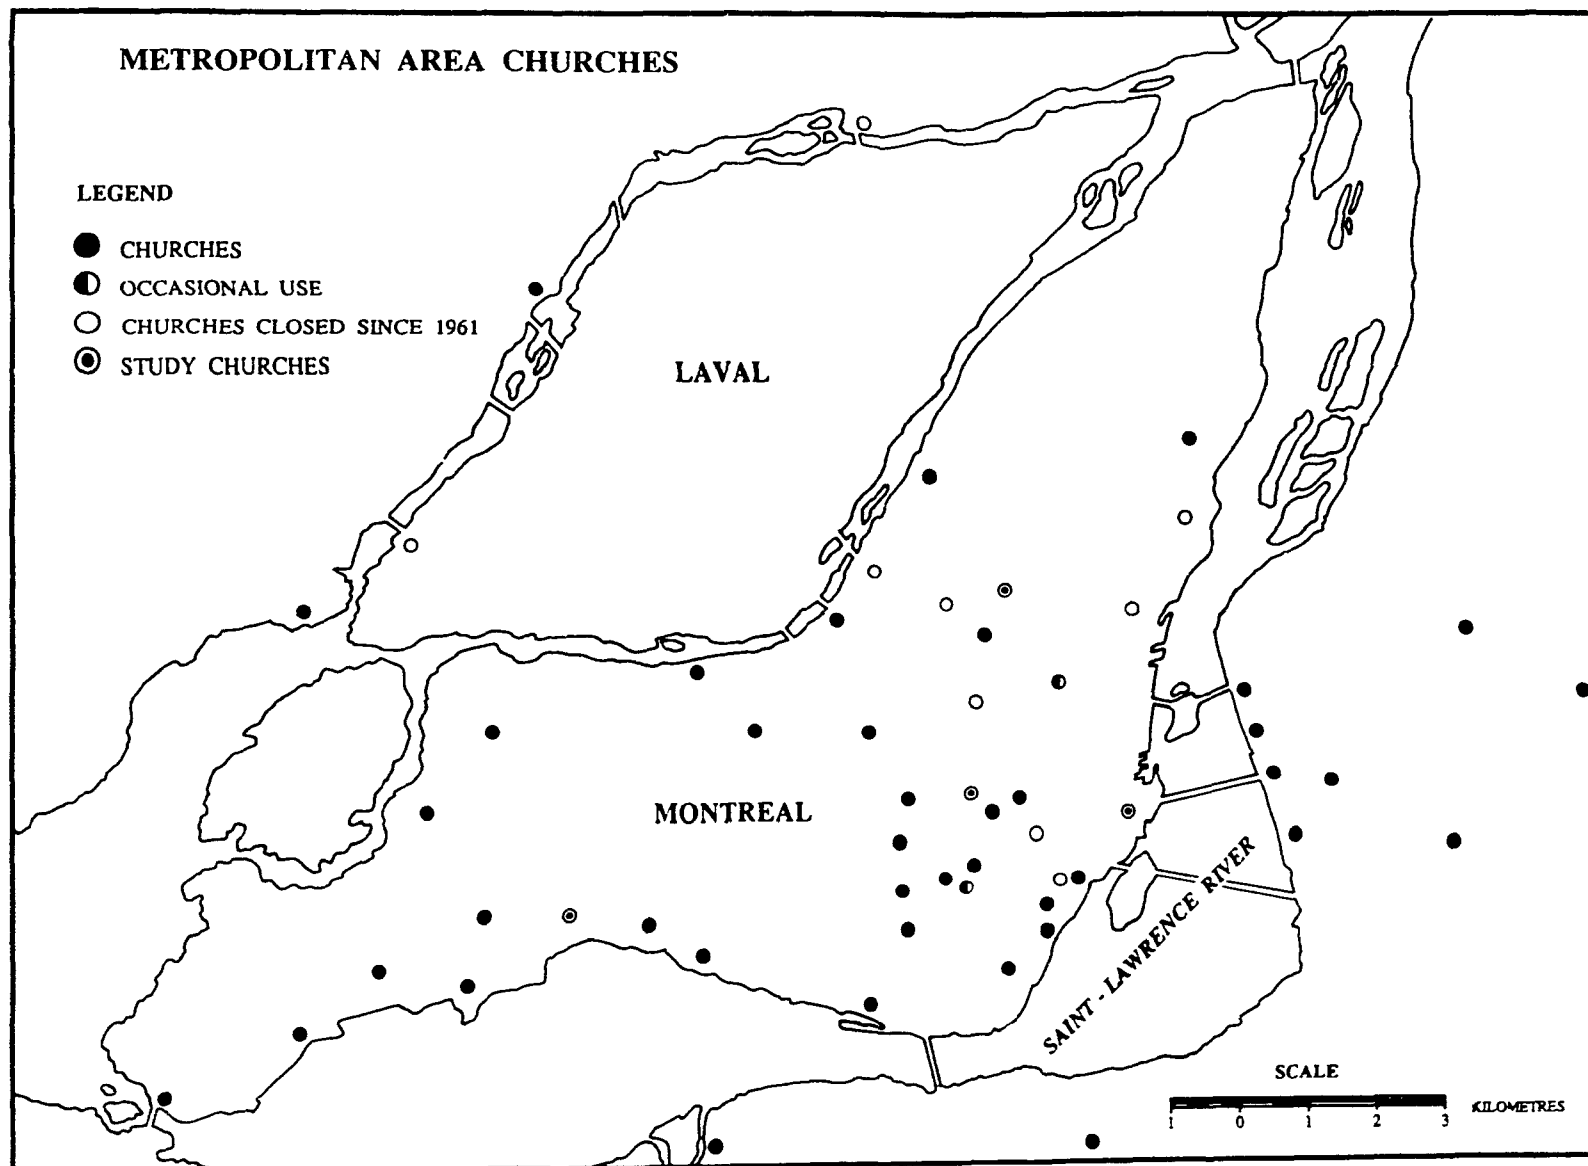 METROPOLITAN AREA CHURCHES
LEGEND
CHURCHES
OCCASIONAL USE
CHURCHES CLOSED SINCE 1961
STUDY CHURCHES
LAVAL
MONTREAL
SAINT - LAWRENCE RIVER
SCALE
KILOMETRES
1 0 1 2 3